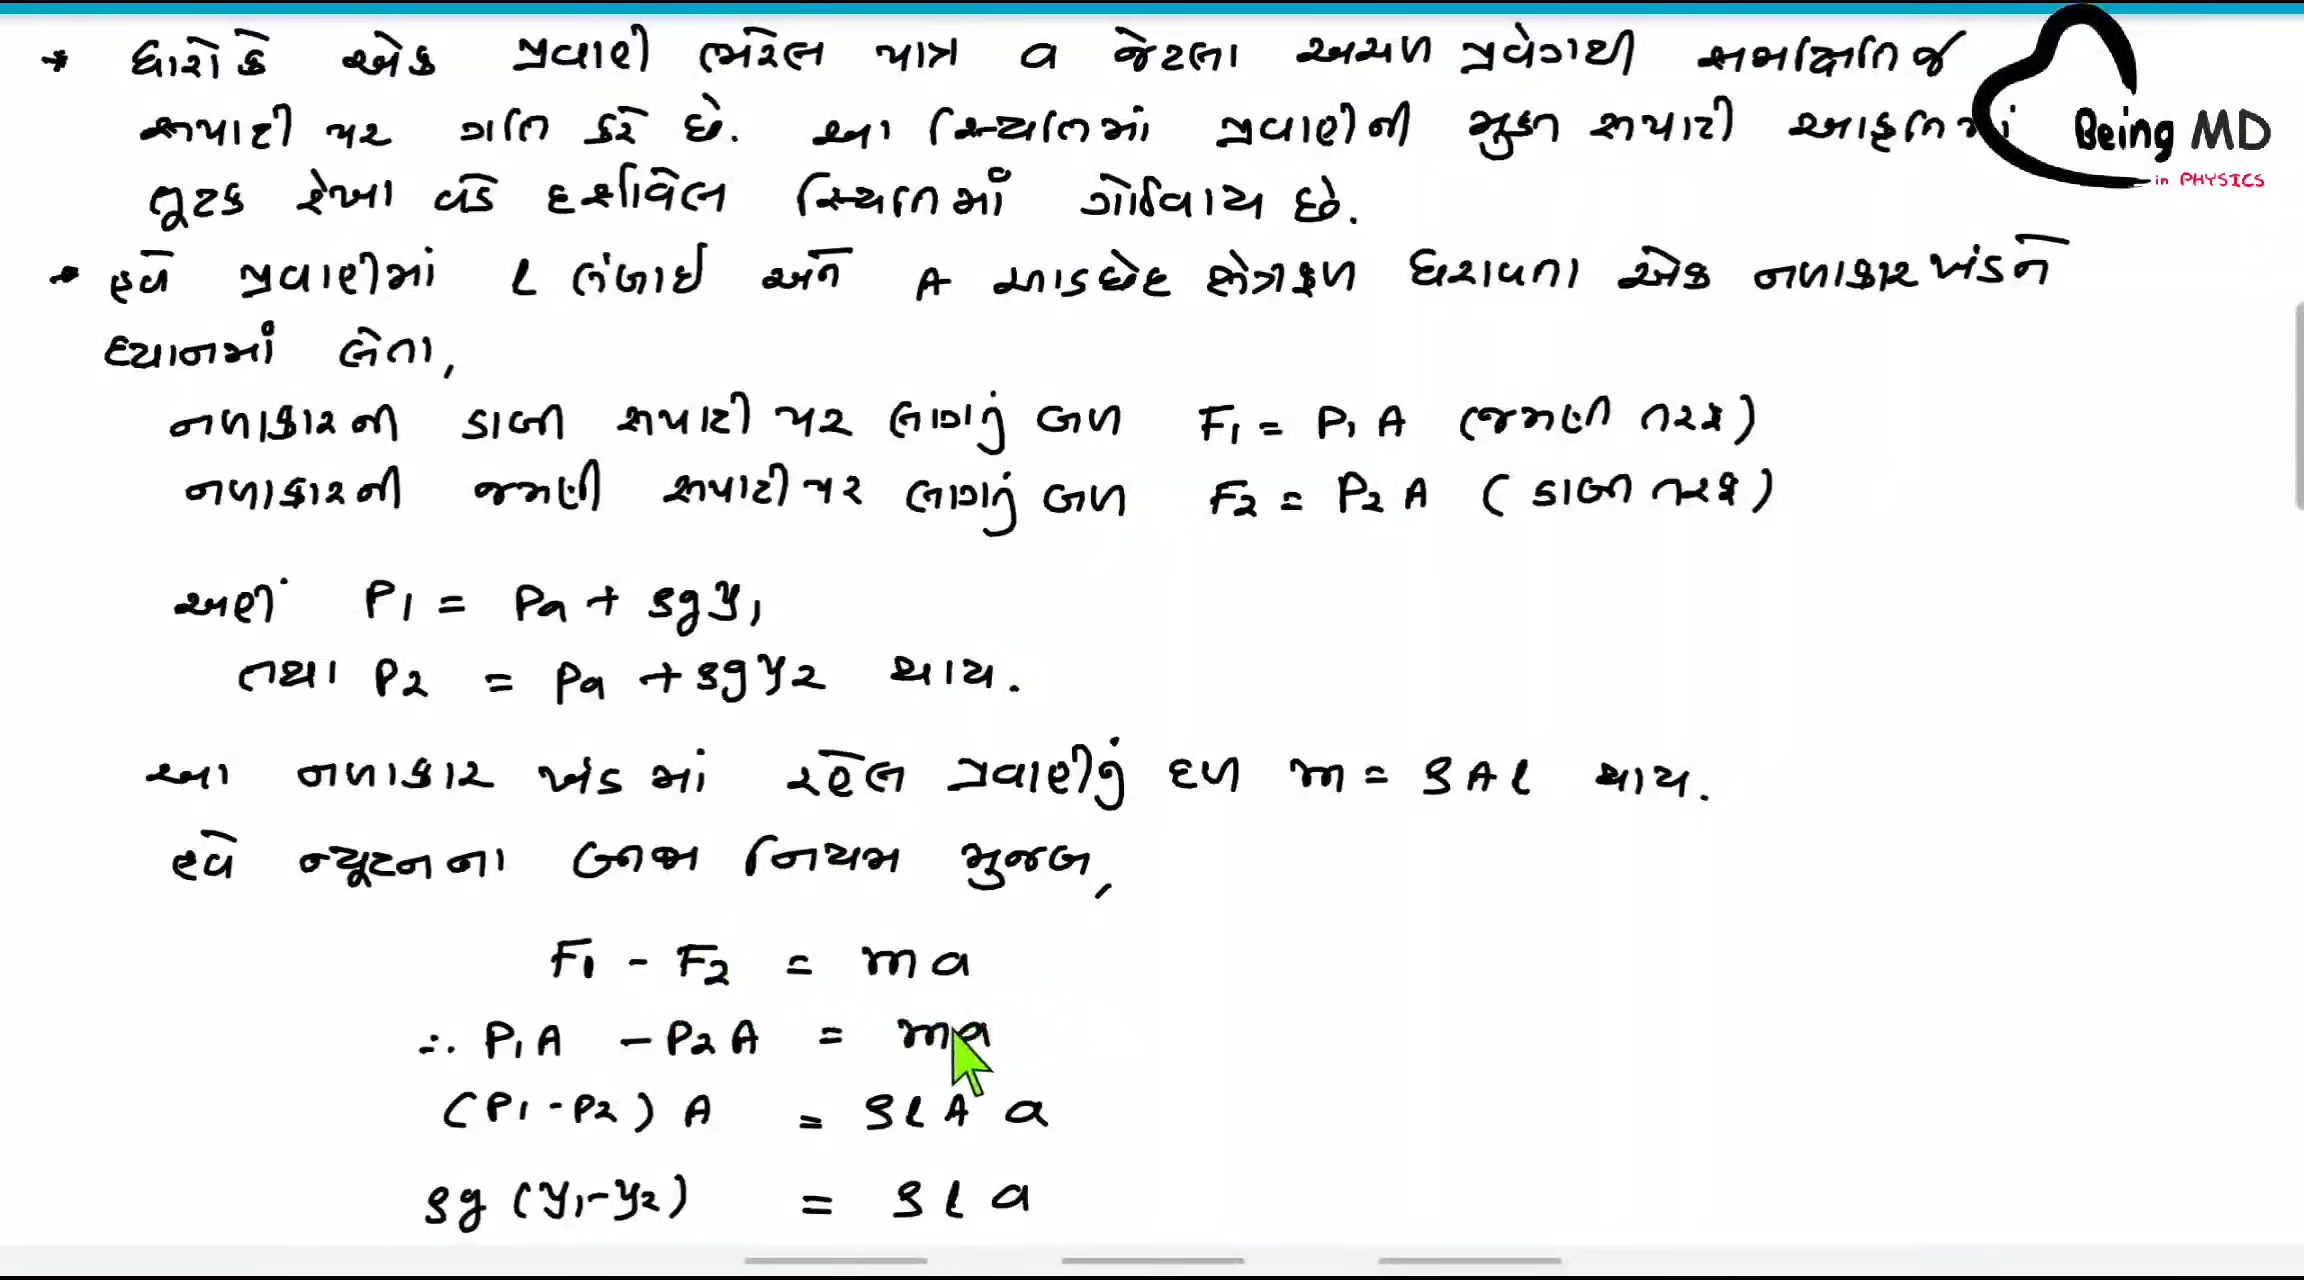 * ધારોકે એક પ્રવાહી ભરેલ પાત્ર a જેટલા અચળ પ્રવેગથી સમક્ષિતિજ
સપાટી પર ગતિ કરે છે. આ સ્થિતિમાં પ્રવાહીની મુક્ત સપાટી આકૃતિમાં
Being MD
in PHYSICS
ત્રુટક રેખા વડે દર્શાવેલ સ્થિતિમાં ગોઠવાય છે.
* હવે પ્રવાહીમાં l લંબાઈ અને A આડછેદ ક્ષેત્રફળ ધરાવતા એક નળાકાર ખંડને
ધ્યાનમાં લેતા,
નળાકારની ડાબી સપાટી પર લાગતું બળ F1 = P1 A (જમણી તરફ)
નળાકારની જમણી સપાટી પર લાગતું બળ F2 = P2 A (ડાબી તરફ)
અહીં P1 = Pa + ρgy1
તથા P2 = Pa + ρgy2 થાય.
આ નળાકાર ખંડ માં રહેલ પ્રવાહીનું દળ m = ρAl થાય.
હવે ન્યૂટનના બીજા નિયમ મુજબ,
F1 - F2 = ma
∴ P1A - P2A = ma
(P1 - P2) A = ρlA a
ρg (y1-y2) = ρl a